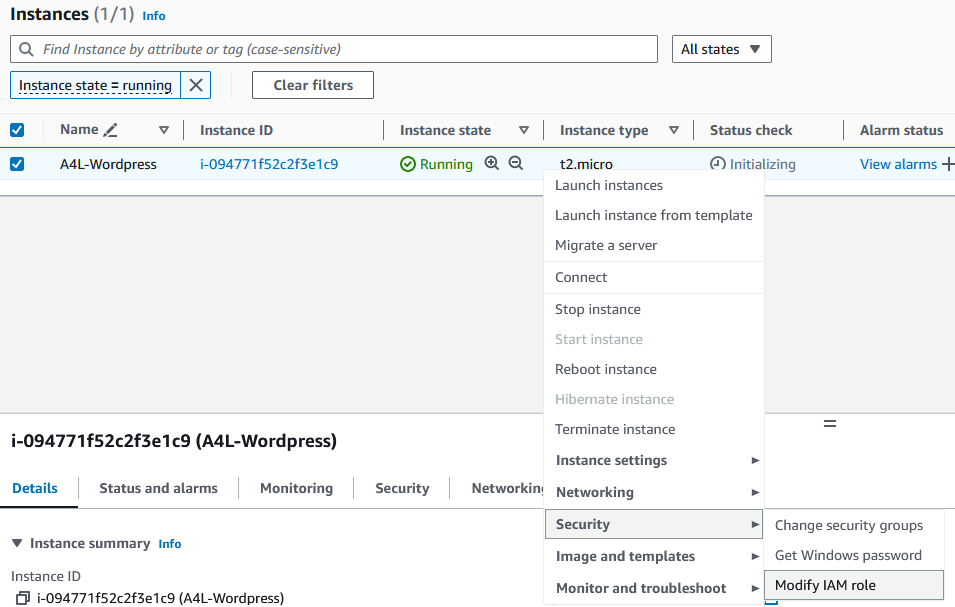 Instances (1/1) Info
Find Instance by attribute or tag (case-sensitive)
All states
Instance state = running
Clear filters
Name Instance ID Instance state Instance type Status check Alarm status
A4L-Wordpress i-094771f52c2f3e1c9 Running t2.micro Initializing View alarms
Launch instances
Launch instance from template
Migrate a server
Connect
Stop instance
Start instance
Reboot instance
Hibernate instance
Terminate instance
Instance settings
Networking
Security
Image and templates
Monitor and troubleshoot
Change security groups
Get Windows password
Modify IAM role
i-094771f52c2f3e1c9 (A4L-Wordpress)
Details Status and alarms Monitoring Security Networking
Instance summary Info
Instance ID
i-094771f52c2f3e1c9 (A4L-Wordpress)